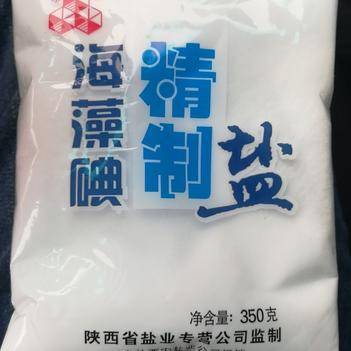 海藻碘
精制盐
净含量: 350克
陕西省盐业专营公司监制